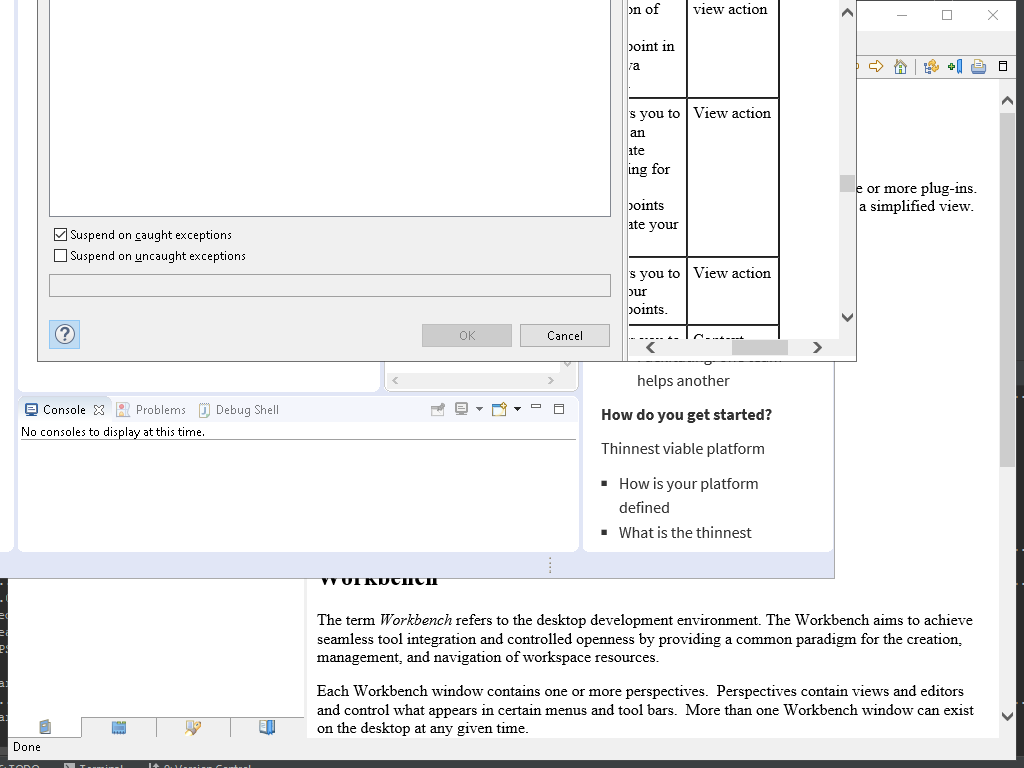 on of
view action
point in
va
s you to
View action
an
ate
ing for
points
ate your
e or more plug-ins.
a simplified view.
Suspend on caught exceptions
Suspend on uncaught exceptions
s you to
View action
our
points.
OK
Cancel
Context
helps another
Console
Problems
Debug Shell
How do you get started?
No consoles to display at this time.
Thinnest viable platform
How is your platform
defined
What is the thinnest
Workbench
The term Workbench refers to the desktop development environment. The Workbench aims to achieve
seamless tool integration and controlled openness by providing a common paradigm for the creation,
management, and navigation of workspace resources.
Each Workbench window contains one or more perspectives. Perspectives contain views and editors
and control what appears in certain menus and tool bars. More than one Workbench window can exist
on the desktop at any given time.
Done
TODO
Terminal
9: Version Control